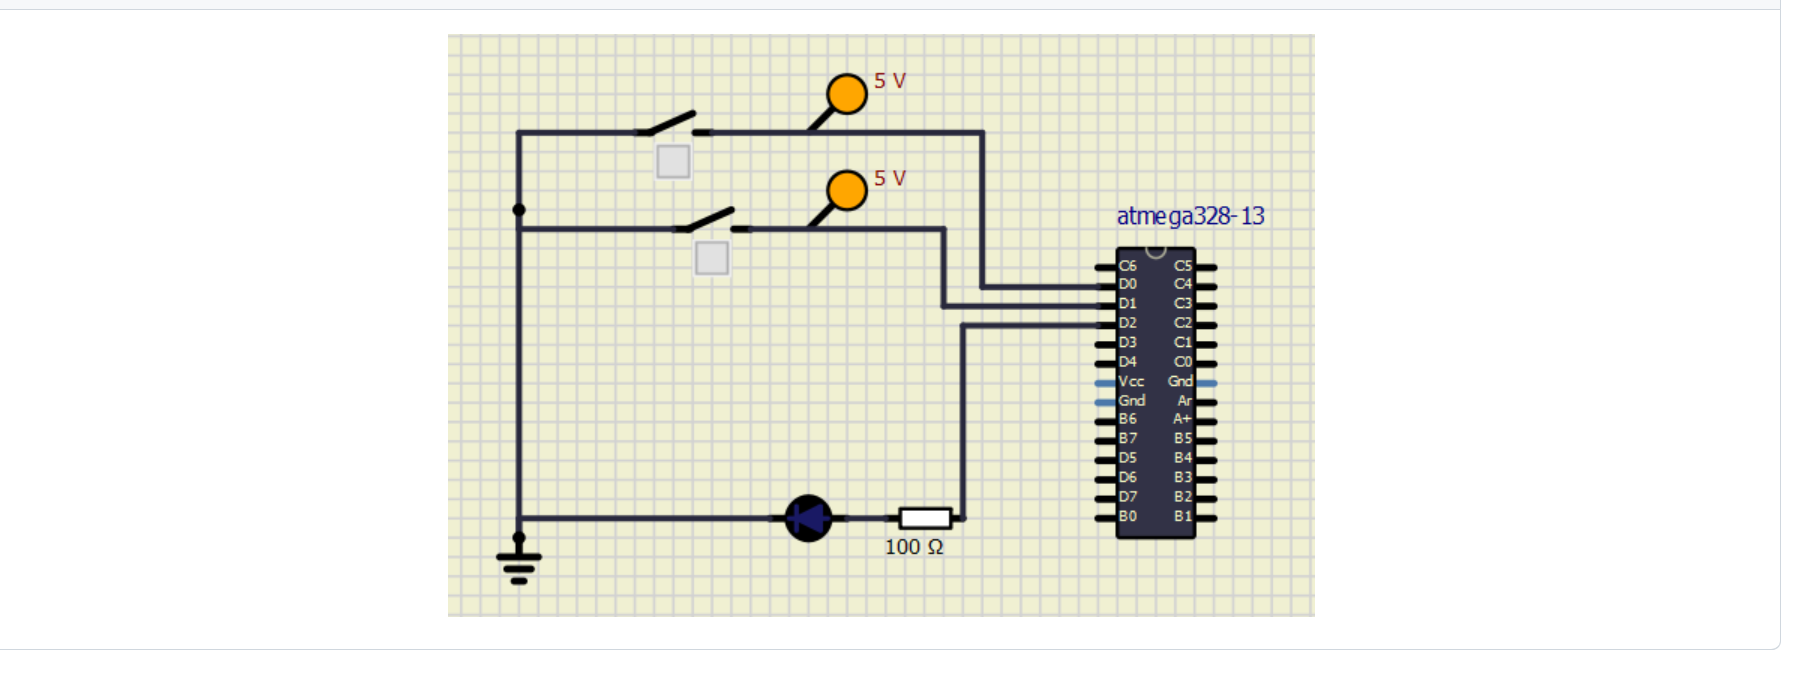 5 V
5 V
atmega328-13
C6 C5
D0 C4
D1 C3
D2 C2
D3 C1
D4 C0
Vcc Gnd
Gnd Ar
B6 A+
B7 B5
D5 B4
D6 B3
D7 B2
B0 B1
100 Ω